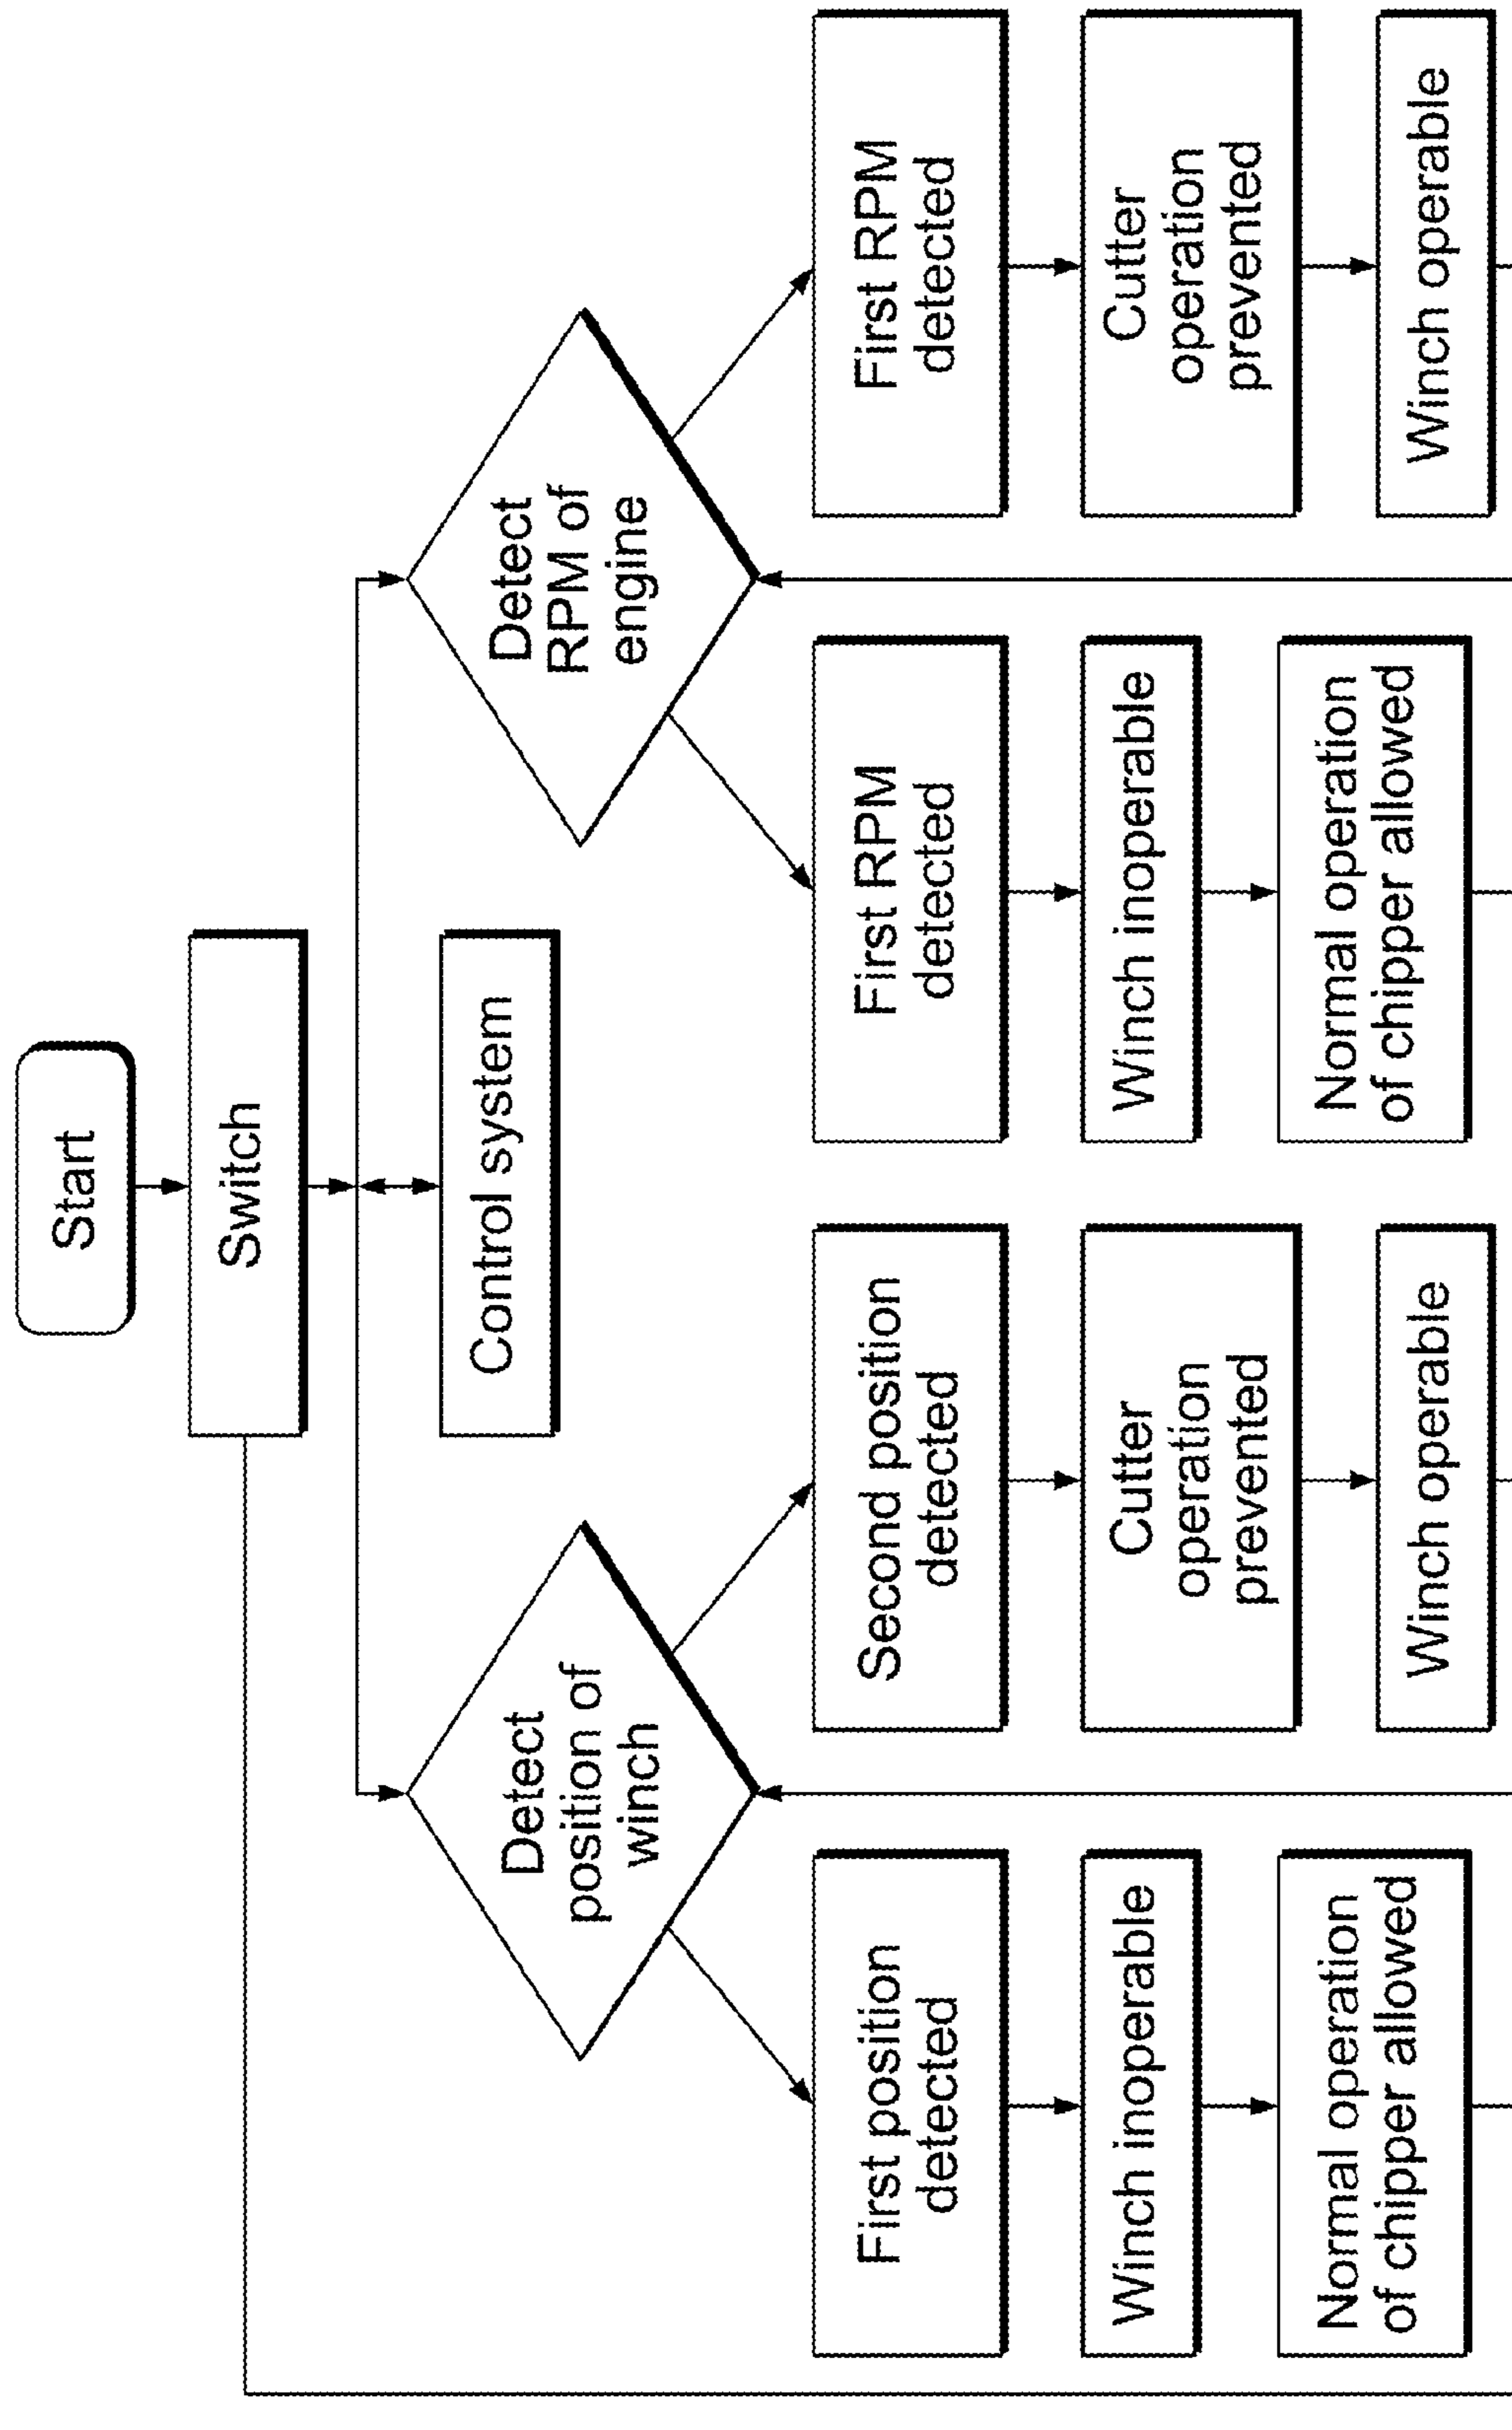 Start
Switch
Control system
Detect
position of
winch
Detect
RPM of
engine
First position
detected
Second position
detected
First RPM
detected
First RPM
detected
Winch inoperable
Cutter
operation
prevented
Winch inoperable
Cutter
operation
prevented
Normal operation
of chipper allowed
Winch operable
Normal operation
of chipper allowed
Winch operable